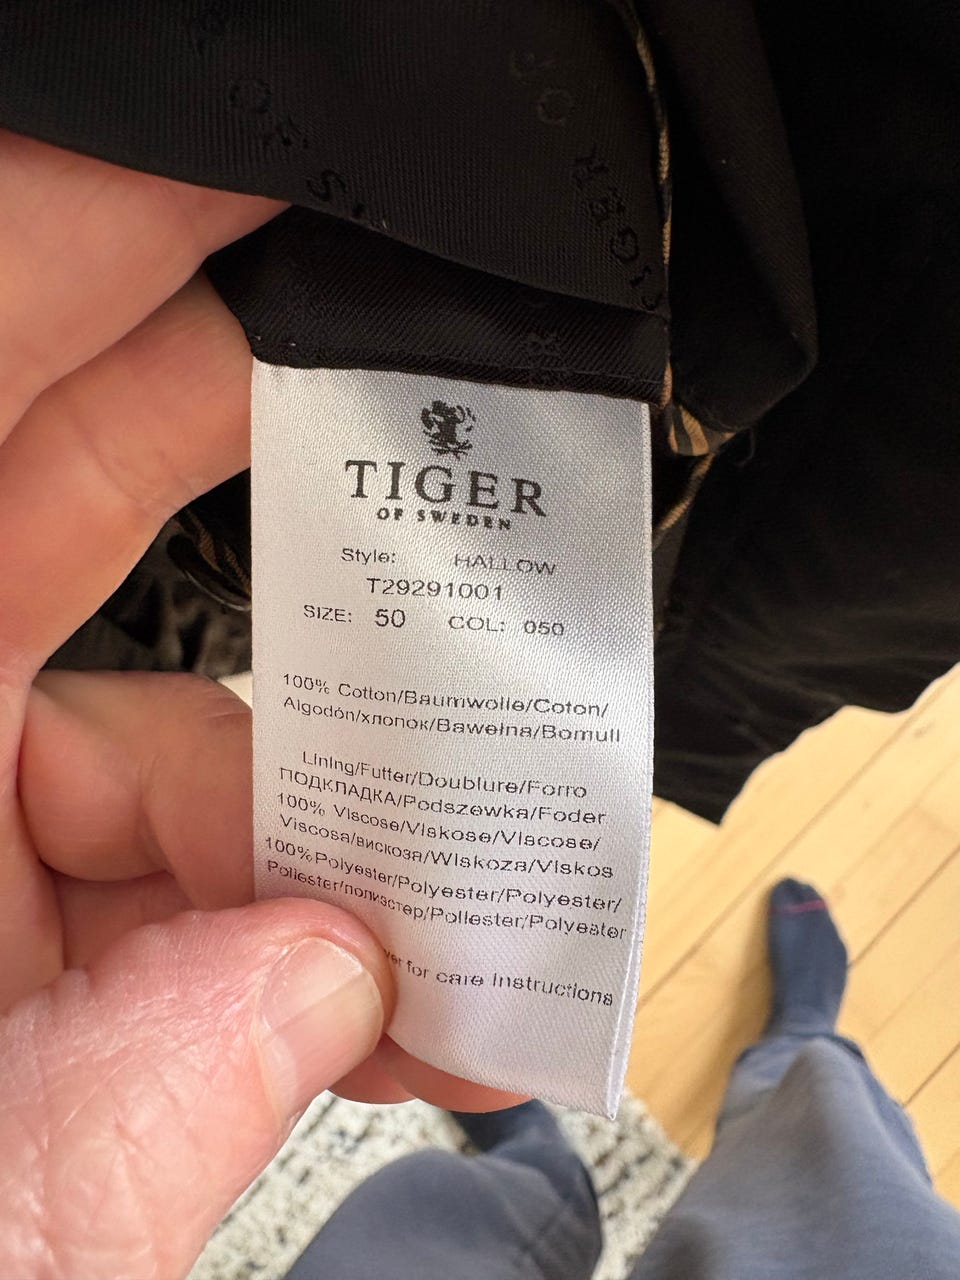 TIGER
OF SWEDEN
Style: HALLOW
T29291001
SIZE: 50 COL: 050
100% Cotton/Baumwolle/Coton/
Algodón/хлопок/Bawełna/Bomull
Lining/Futter/Doublure/Forro
ПОДКЛАДКА/Podszewka/Foder
100% Viscose/Viskose/Viscose/
Viscosa/вискоза/Wiskoza/Viskos
100%Polyester/Polyester/Polyester/
Poliester/полиэстер/Poliester/Polyester
for care instructions